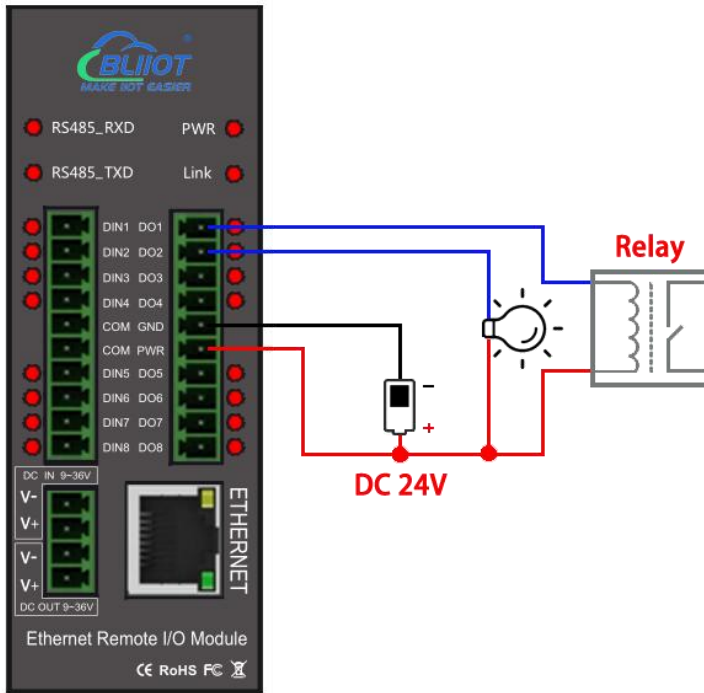 BLIIOT
MAKE IIOT EASIER
RS485_RXD PWR
RS485_TXD Link
DIN1 DO1
DIN2 DO2
DIN3 DO3
DIN4 DO4
COM GND
COM PWR
DIN5 DO5
DIN6 DO6
DIN7 DO7
DIN8 DO8
Relay
−
+
DC 24V
DC IN 9~36V
V-
V+
V-
V+
DC OUT 9~36V
ETHERNET
Ethernet Remote I/O Module
CE RoHS FC